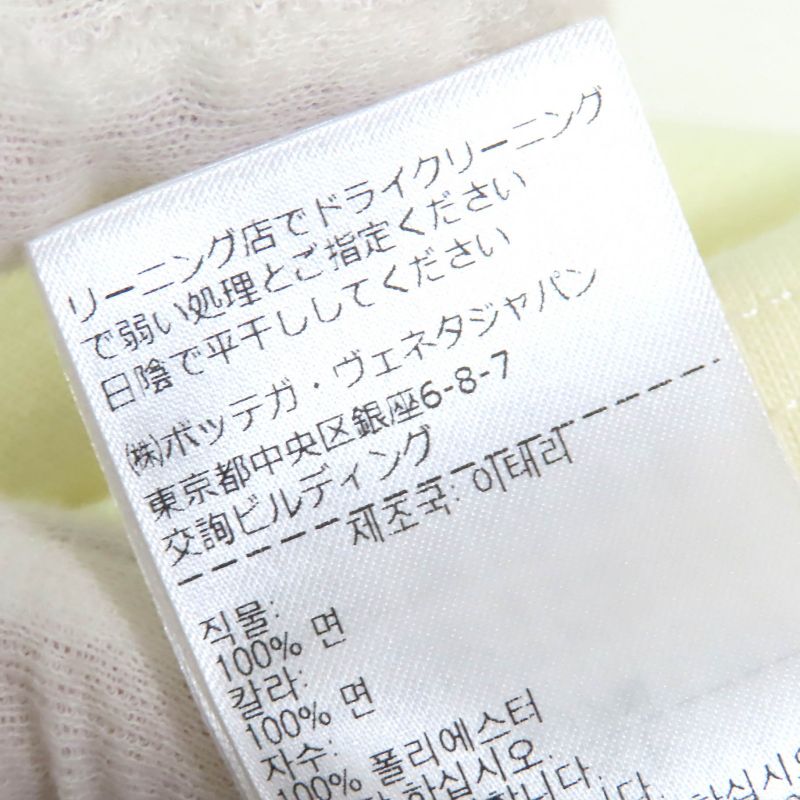 リーニング店でドライクリーニング
で弱い処理とご指定ください
日陰で平干ししてください
㈱ボッテガ・ヴェネタジャパン
東京都中央区銀座6-8-7
交詢ビルディング
제조국: 이태리
직물:
100% 면
칼라:
100% 면
자수:
100% 폴리에스터
하십시오.